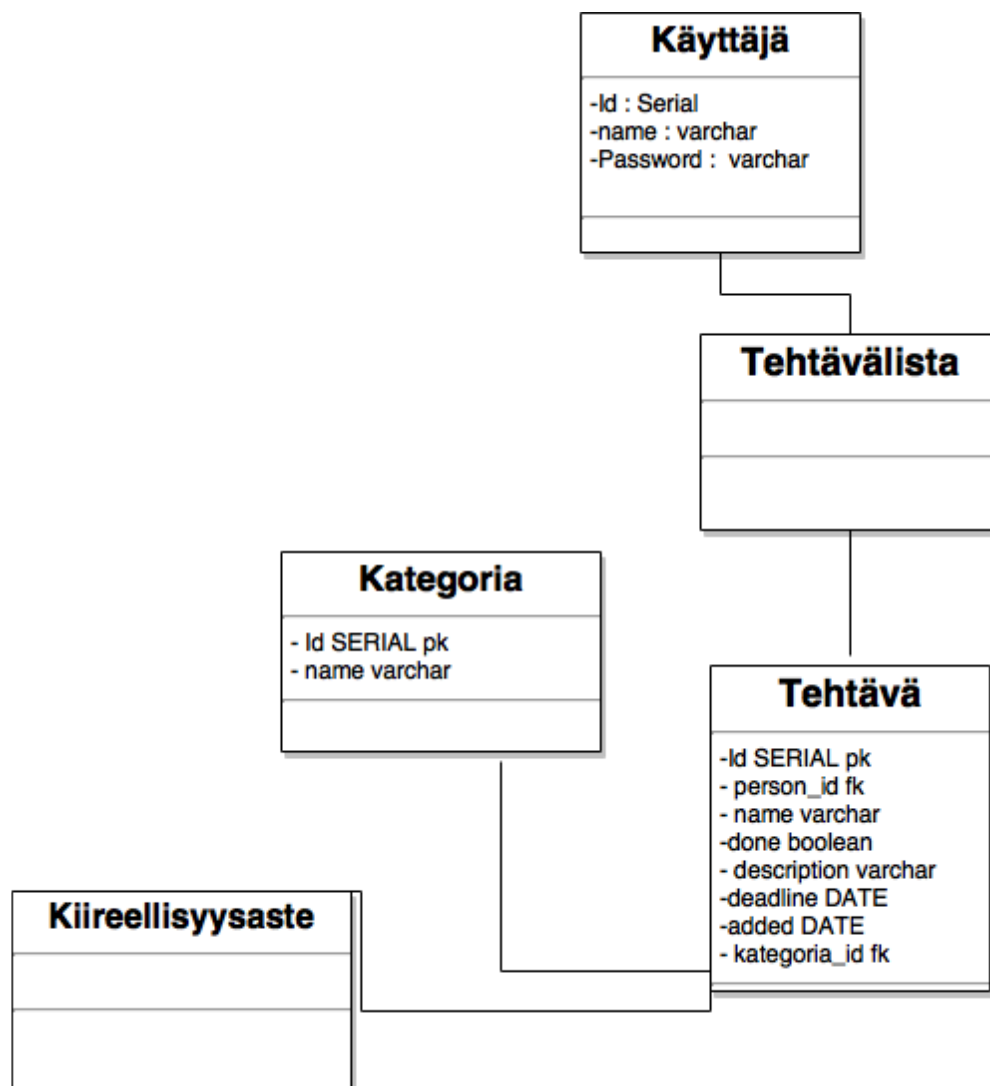 Käyttäjä
-Id : Serial
-name : varchar
-Password :  varchar
Tehtävälista
Kategoria
- Id SERIAL pk
- name varchar
Tehtävä
-Id SERIAL pk
- person_id fk
- name varchar
-done boolean
- description varchar
-deadline DATE
-added DATE
- kategoria_id fk
Kiireellisyysaste